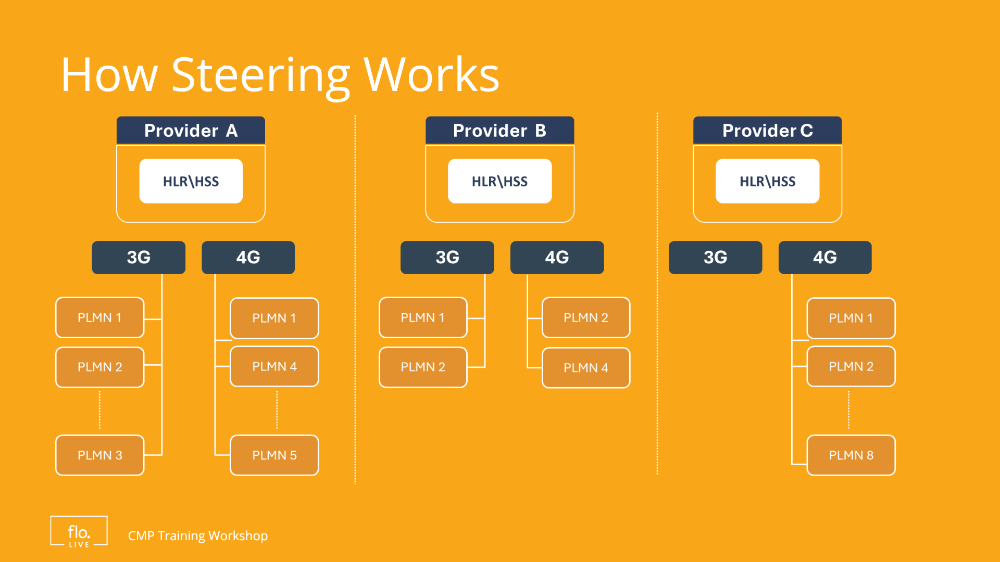 How Steering Works
Provider A
Provider B
Provider C
HLR\HSS
HLR\HSS
HLR\HSS
3G
4G
3G
4G
3G
4G
PLMN 1
PLMN 1
PLMN 1
PLMN 2
PLMN 1
PLMN 2
PLMN 4
PLMN 2
PLMN 4
PLMN 2
PLMN 3
PLMN 5
PLMN 8
flo.
LIVE
CMP Training Workshop